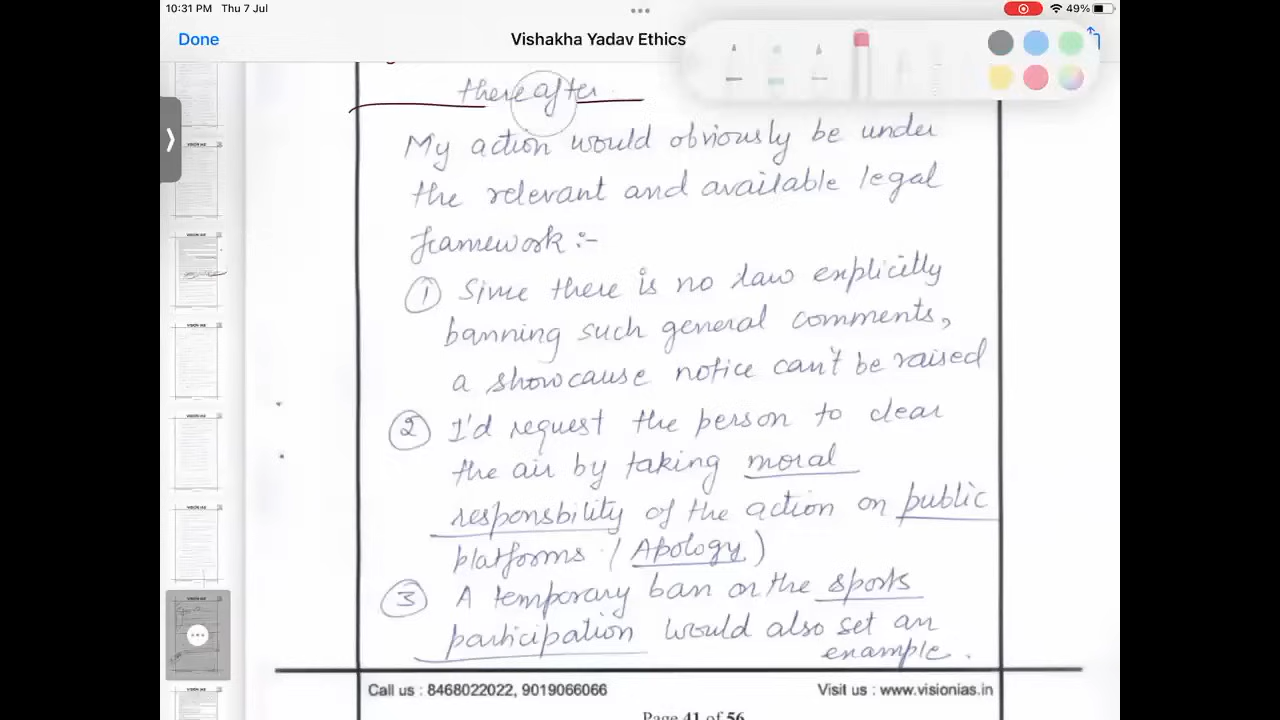 10:31 PM Thu 7 Jul
49%
Done
Vishakha Yadav Ethics
thereafter
My action would obviously be under
the relevant and available legal
framework :-
① Since there is no law explicitly
banning such general comments,
a showcause notice can't be raised
② I'd request the person to clear
the air by taking moral
responsbility of the action on public
platforms. (Apology)
③ A temporary ban on the sports
participation would also set an
example.
Call us : 8468022022, 9019066066
Visit us : www.visionias.in
Page 41 of 56